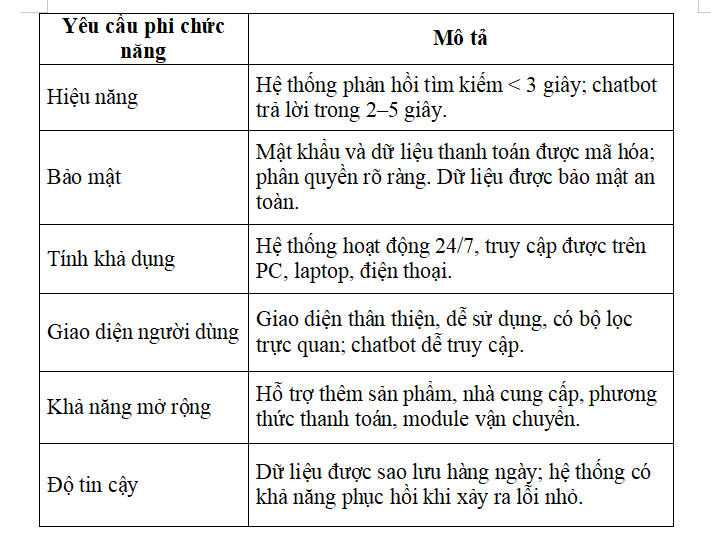 Yêu cầu phi chức
năng
Mô tả
Hiệu năng
Hệ thống phản hồi tìm kiếm < 3 giây; chatbot
trả lời trong 2–5 giây.
Bảo mật
Mật khẩu và dữ liệu thanh toán được mã hóa;
phân quyền rõ ràng. Dữ liệu được bảo mật an
toàn.
Tính khả dụng
Hệ thống hoạt động 24/7, truy cập được trên
PC, laptop, điện thoại.
Giao diện người dùng
Giao diện thân thiện, dễ sử dụng, có bộ lọc
trực quan; chatbot dễ truy cập.
Khả năng mở rộng
Hỗ trợ thêm sản phẩm, nhà cung cấp, phương
thức thanh toán, module vận chuyển.
Độ tin cậy
Dữ liệu được sao lưu hàng ngày; hệ thống có
khả năng phục hồi khi xảy ra lỗi nhỏ.